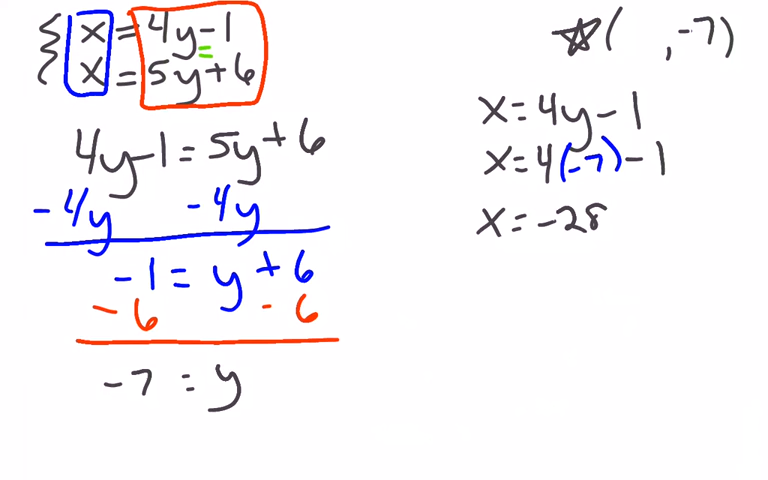 x = 4y - 1
=
x = 5y + 6
4y - 1 = 5y + 6
- 4y - 4y
- 1 = y + 6
- 6 - 6
- 7 = y
( , -7)
x = 4y - 1
x = 4(-7) - 1
x = -28